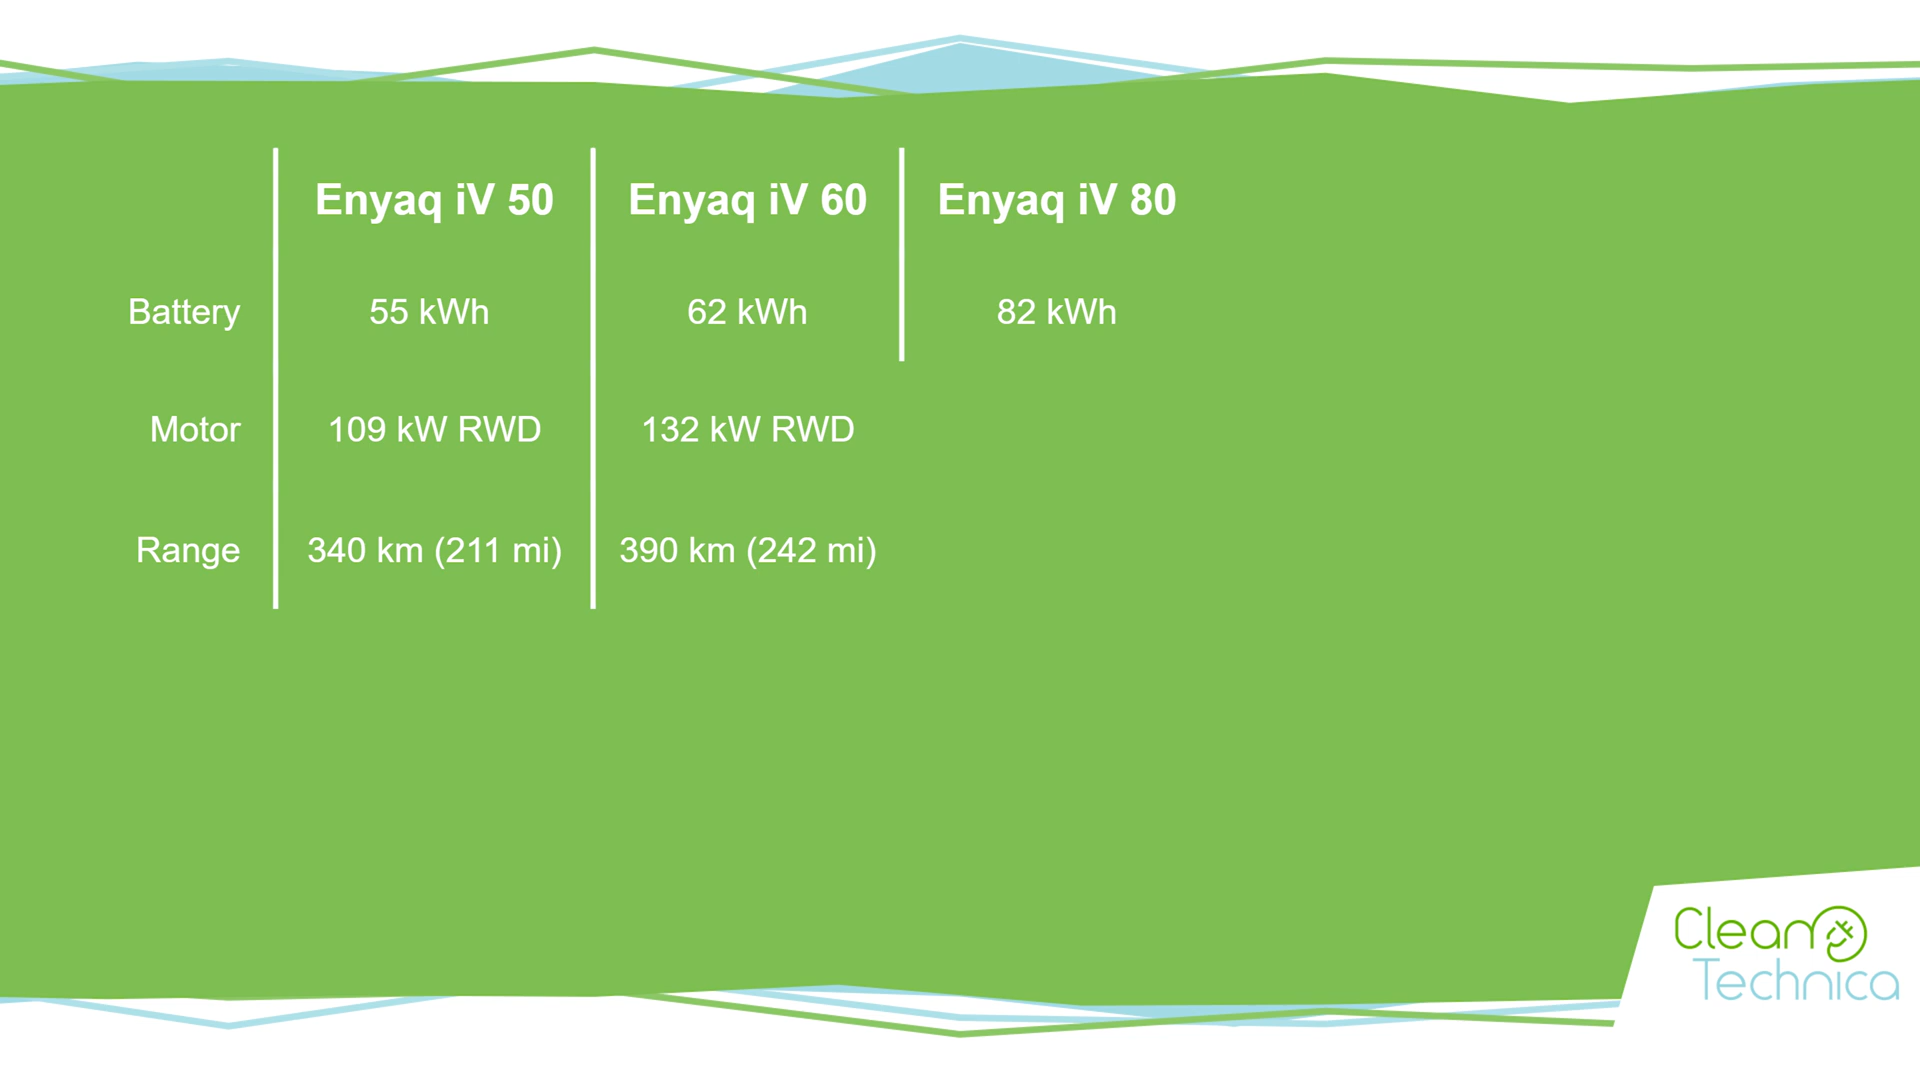 Enyaq iV 50 Enyaq iV 60 Enyaq iV 80
Battery 55 kWh 62 kWh 82 kWh
Motor 109 kW RWD 132 kW RWD
Range 340 km (211 mi) 390 km (242 mi)
Clean
Technica